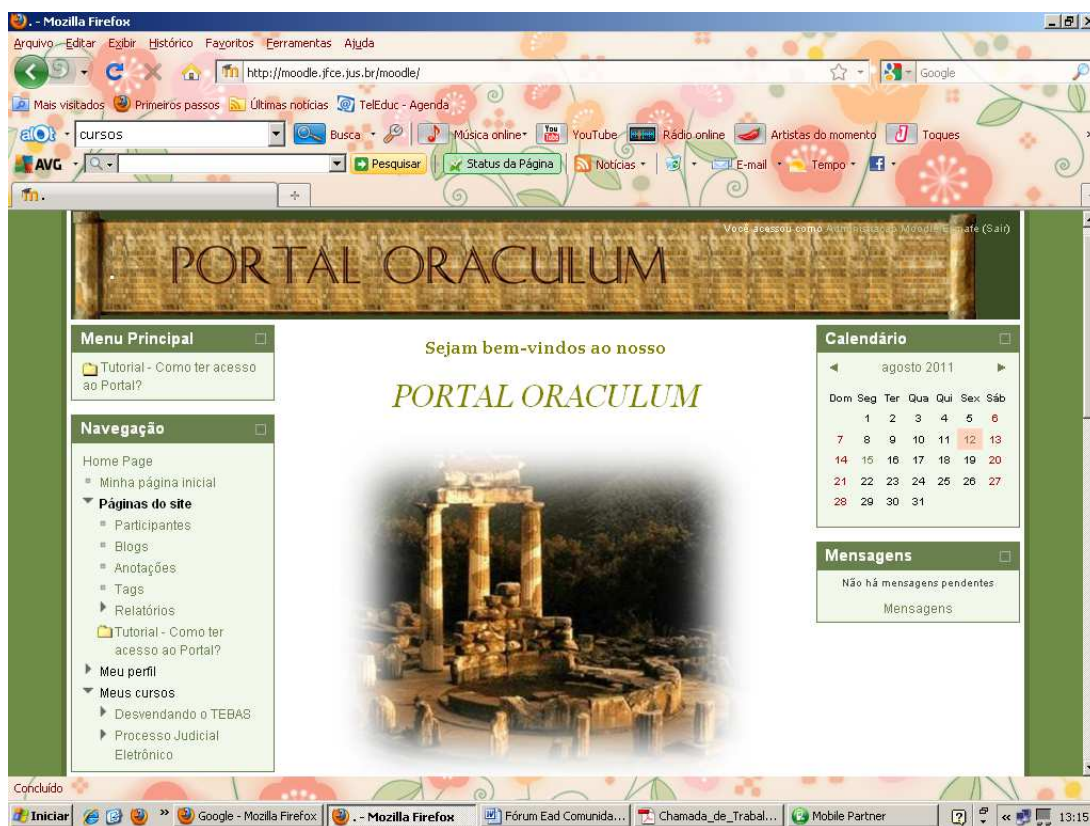 . - Mozilla Firefox
Arquivo Editar Exibir Histórico Favoritos Ferramentas Ajuda
http://moodle.jfce.jus.br/moodle/
Google
Mais visitados Primeiros passos Últimas notícias TelEduc - Agenda
cursos Busca Música online YouTube Rádio online Artistas do momento Toques
AVG Pesquisar Status da Página Notícias E-mail Tempo
.
Você acessou como Administração Moodle (Sair)
PORTAL ORACULUM
Menu Principal
Tutorial - Como ter acesso
ao Portal?
Navegação
Home Page
Minha página inicial
Páginas do site
Participantes
Blogs
Anotações
Tags
Relatórios
Tutorial - Como ter
acesso ao Portal?
Meu perfil
Meus cursos
Desvendando o TEBAS
Processo Judicial
Eletrônico
Sejam bem-vindos ao nosso
PORTAL ORACULUM
Calendário
agosto 2011
Dom Seg Ter Qua Qui Sex Sáb
1 2 3 4 5 6
7 8 9 10 11 12 13
14 15 16 17 18 19 20
21 22 23 24 25 26 27
28 29 30 31
Mensagens
Não há mensagens pendentes
Mensagens
Concluído
Iniciar » Google - Mozilla Firefox . - Mozilla Firefox Fórum Ead Comunida... Chamada_de_Trabal... Mobile Partner « 13:19